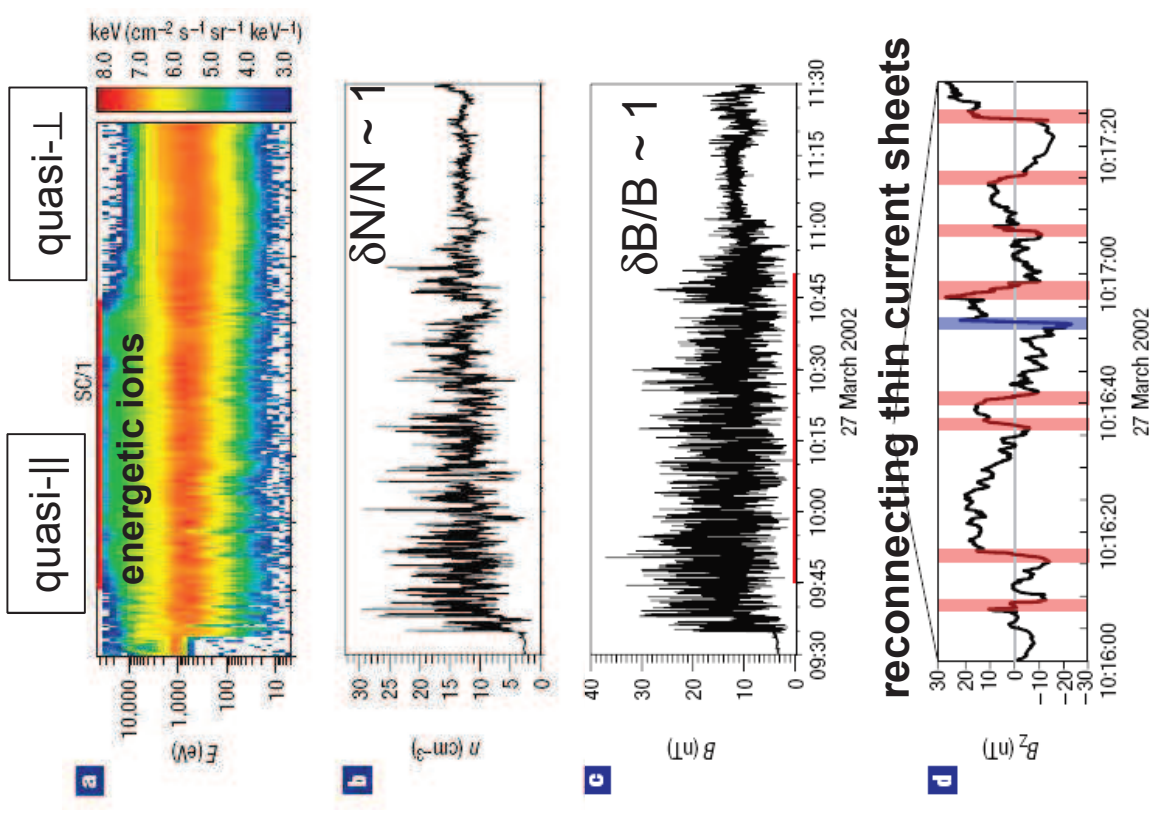 quasi-||
quasi-⊥
SC/1
keV (cm–2 s–1 sr–1 keV–1)
8.0
7.0
6.0
5.0
4.0
3.0
a
E (eV)
10,000
1,000
100
10
energetic ions
b
n (cm–3)
30
25
20
15
10
5
0
δN/N ~ 1
c
B (nT)
40
30
20
10
0
δB/B ~ 1
09:30
09:45
10:00
10:15
10:30
10:45
11:00
11:15
11:30
27 March 2002
reconnecting thin current sheets
d
BZ (nT)
30
20
10
0
–10
–20
–30
10:16:00
10:16:20
10:16:40
10:17:00
10:17:20
27 March 2002